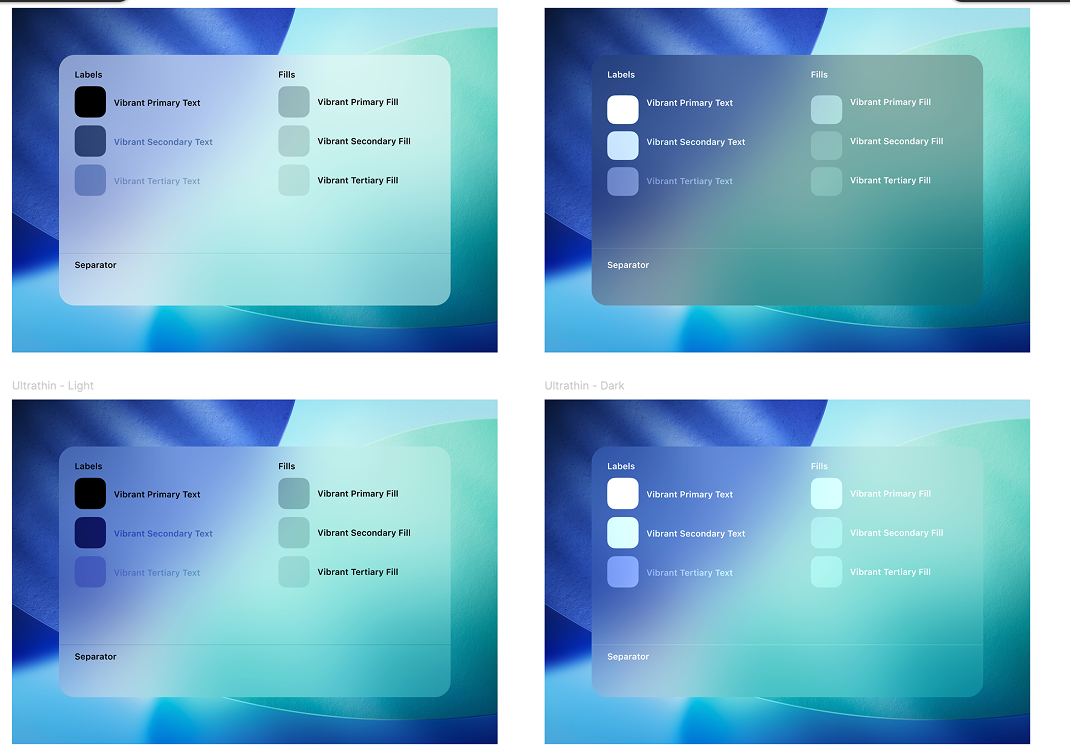 Labels
Fills
Vibrant Primary Text
Vibrant Primary Fill
Vibrant Secondary Text
Vibrant Secondary Fill
Vibrant Tertiary Text
Vibrant Tertiary Fill
Separator
Labels
Fills
Vibrant Primary Text
Vibrant Primary Fill
Vibrant Secondary Text
Vibrant Secondary Fill
Vibrant Tertiary Text
Vibrant Tertiary Fill
Separator
Ultrathin - Light
Labels
Fills
Vibrant Primary Text
Vibrant Primary Fill
Vibrant Secondary Text
Vibrant Secondary Fill
Vibrant Tertiary Text
Vibrant Tertiary Fill
Separator
Ultrathin - Dark
Labels
Fills
Vibrant Primary Text
Vibrant Primary Fill
Vibrant Secondary Text
Vibrant Secondary Fill
Vibrant Tertiary Text
Vibrant Tertiary Fill
Separator